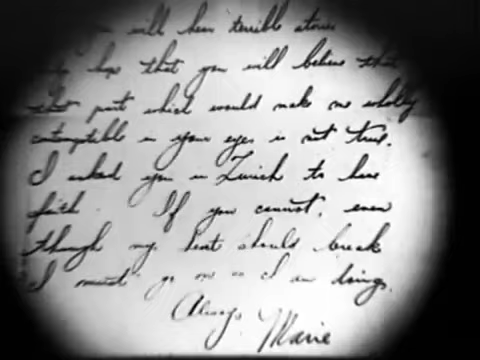 you will hear terrible stories
hope that you will believe that
that part which would make me wholly
contemptible in your eyes is not true.
I asked you in Zurich to have
faith. If you cannot, even
though my heart should break
I must go on as I am doing.
Always
Marie